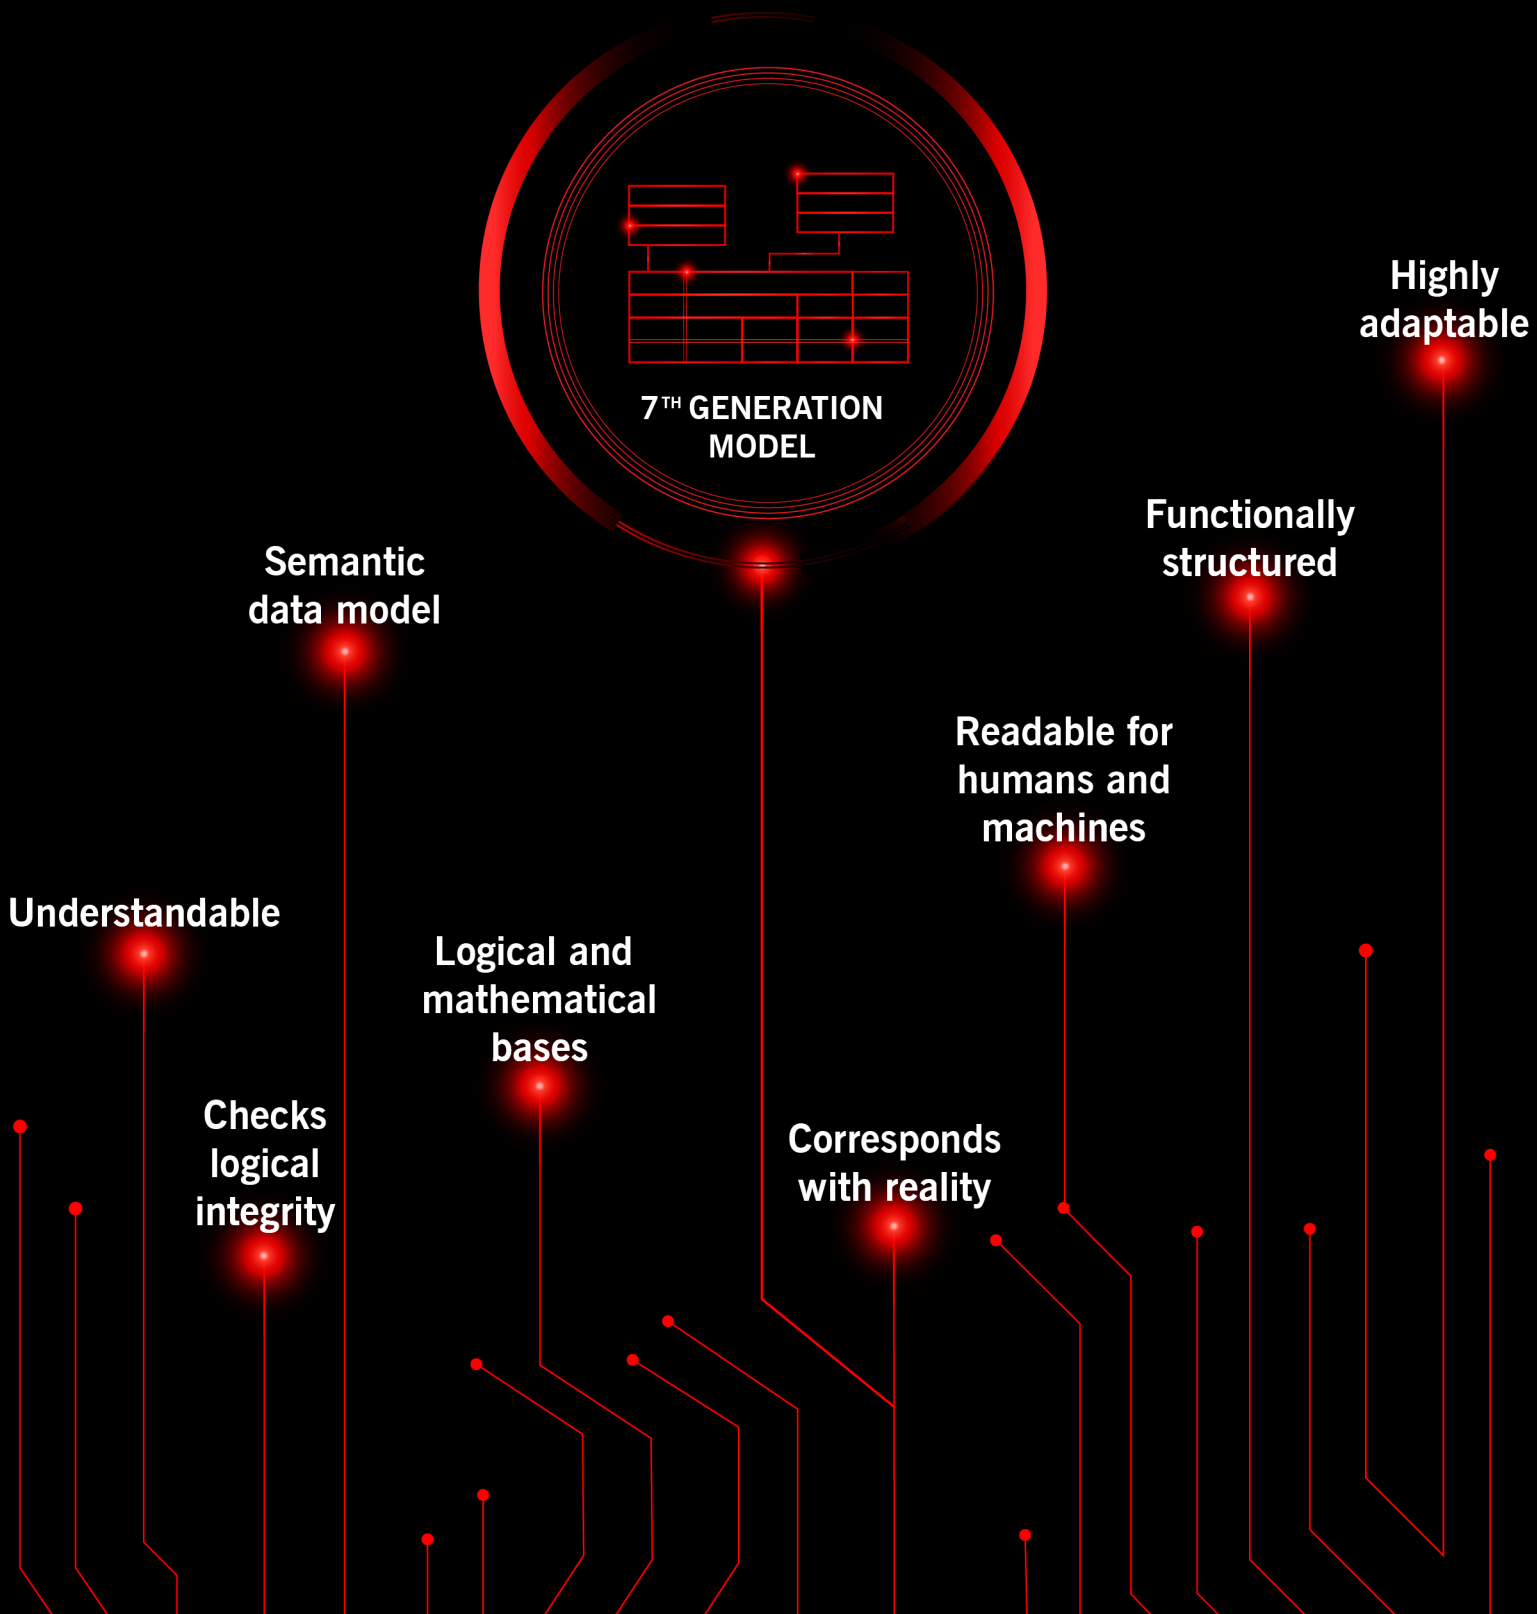 7TH GENERATION
MODEL
Highly
adaptable
Functionally
structured
Semantic
data model
Readable for
humans and
machines
Understandable
Logical and
mathematical
bases
Checks
logical
integrity
Corresponds
with reality